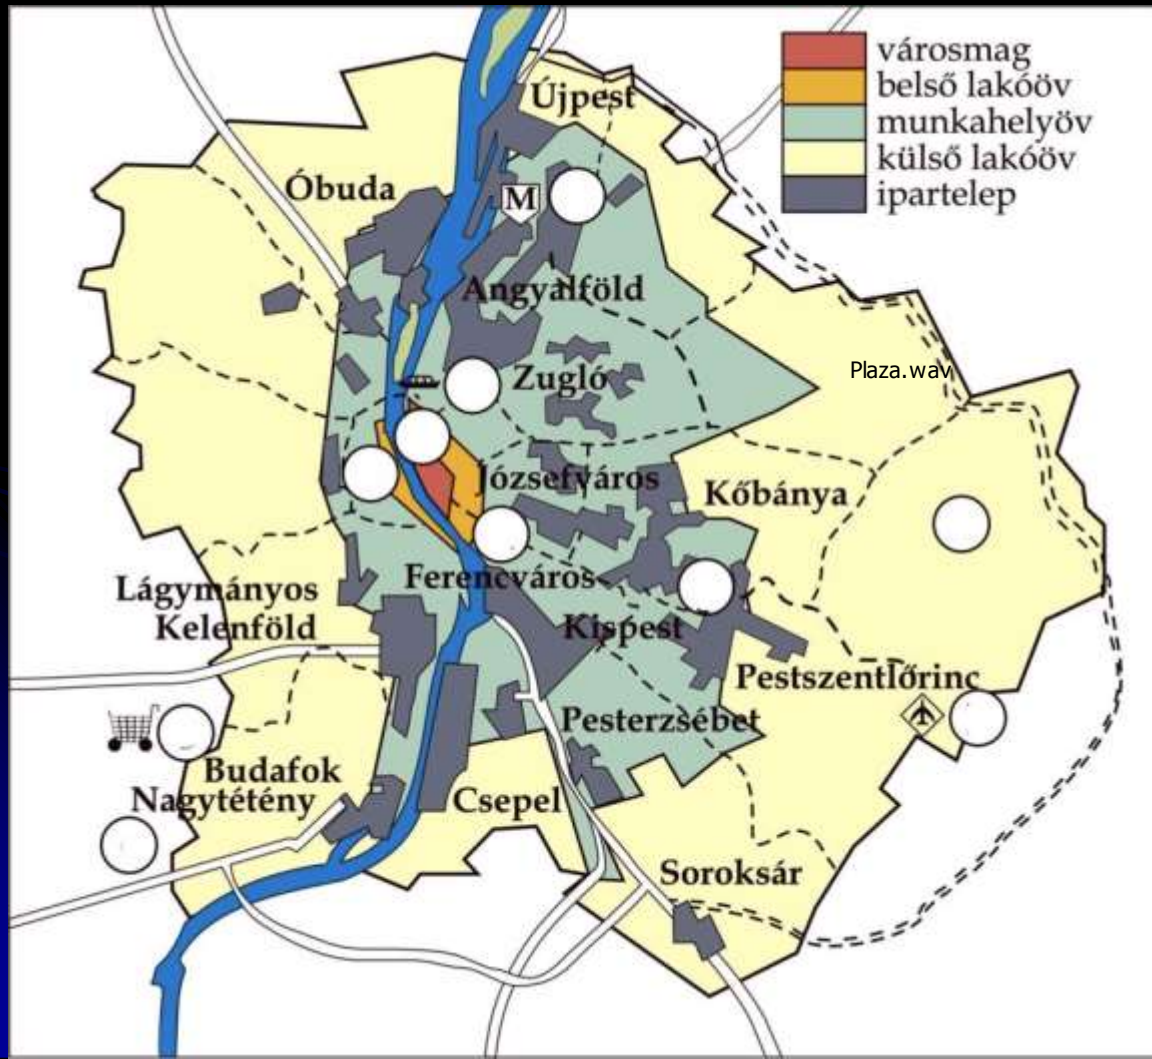 városmag
belső lakóöv
munkahelyöv
külső lakóöv
ipartelep
Újpest
Óbuda
M
Angyalföld
Plaza.wav
Zugló
Józsefváros
Kőbánya
Ferencváros
Lágymányos
Kelenföld
Kispest
Pestszentlőrinc
Pesterzsébet
Budafok
Nagytétény
Csepel
Soroksár